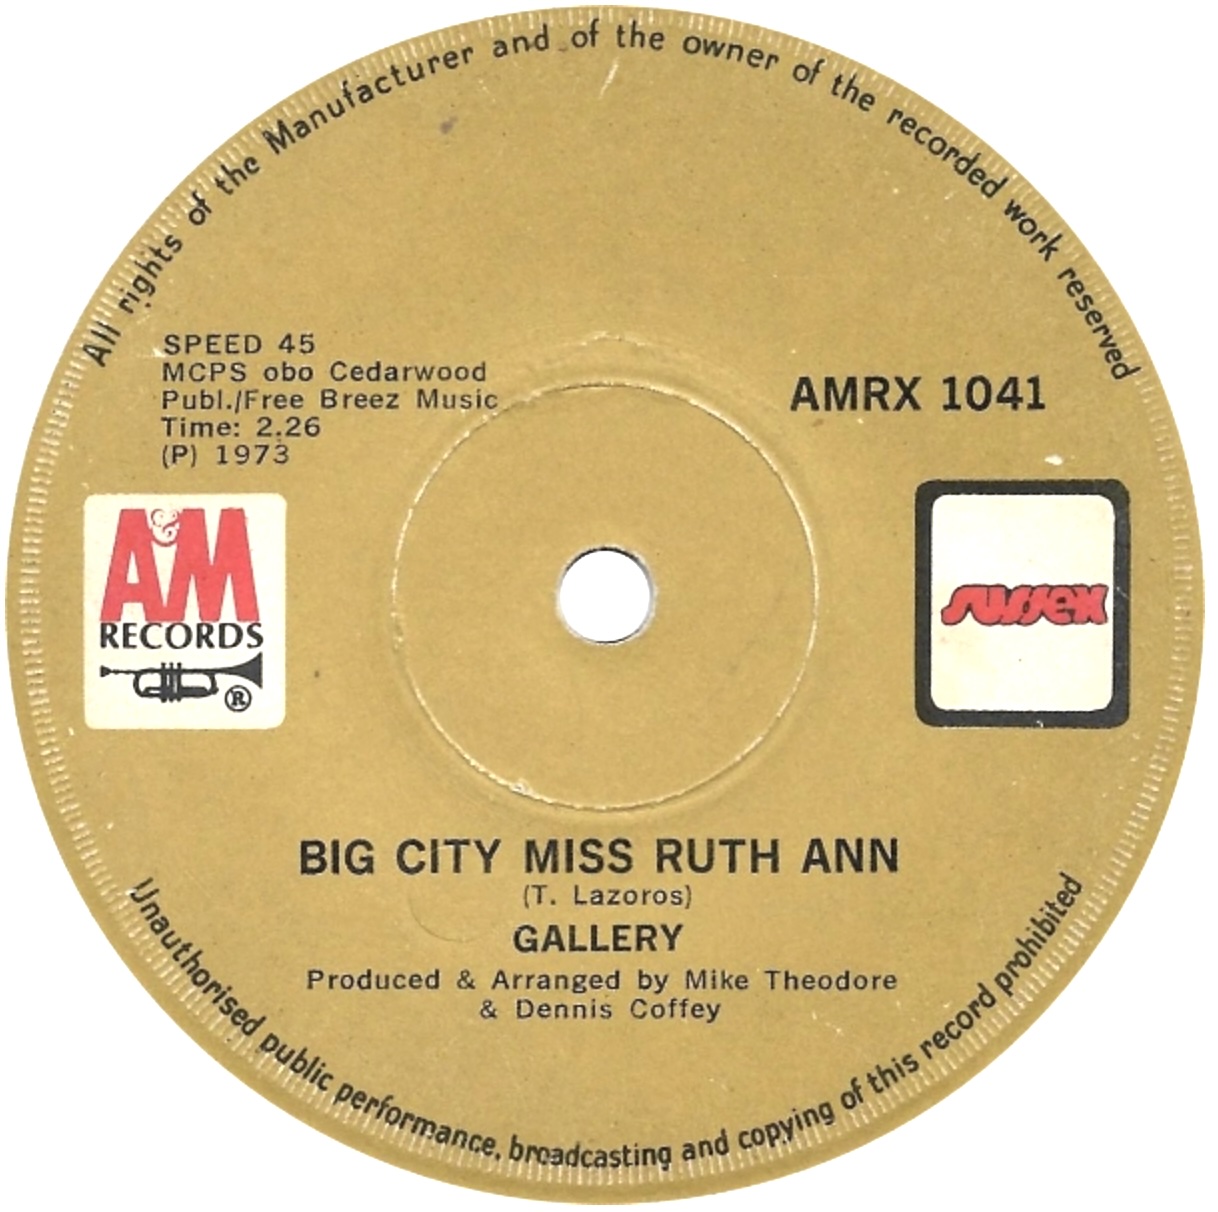 All rights of the Manufacturer and of the owner of the recorded work reserved
SPEED 45
MCPS obo Cedarwood
Publ./Free Breez Music
Time: 2.26
(P) 1973
AMRX 1041
A&M
RECORDS
®
sussex
BIG CITY MISS RUTH ANN
(T. Lazoros)
GALLERY
Produced & Arranged by Mike Theodore
& Dennis Coffey
Unauthorised public performance, broadcasting and copying of this record prohibited